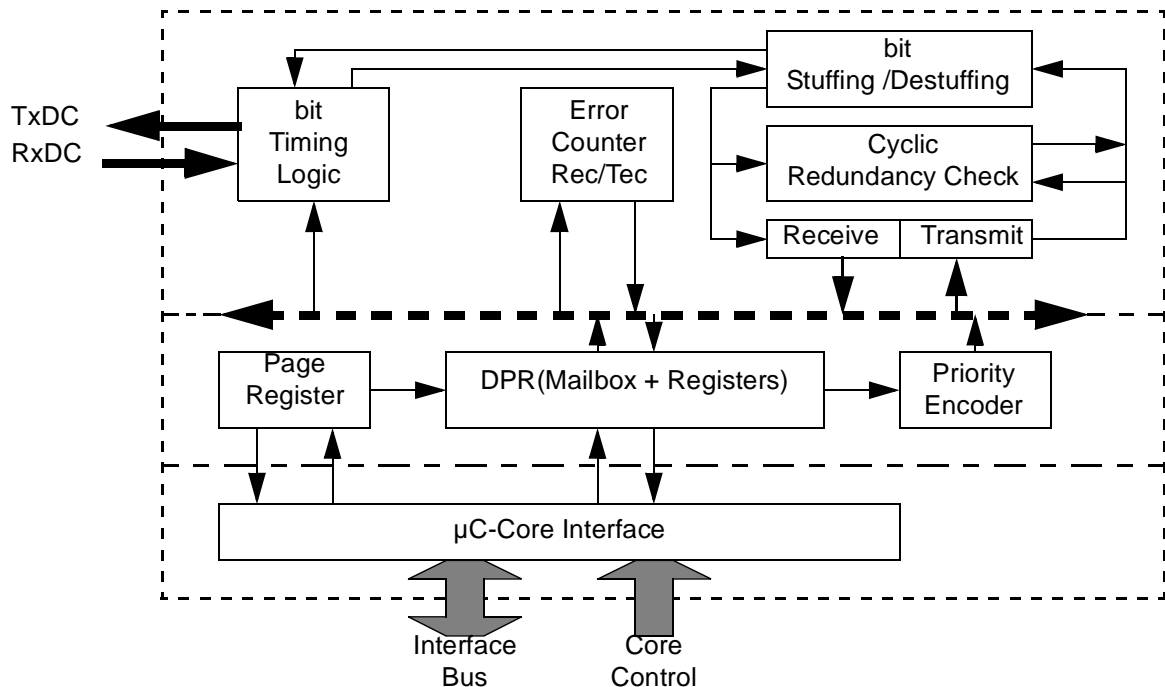 bit
Stuffing /Destuffing
TxDC
RxDC
bit
Timing
Logic
Error
Counter
Rec/Tec
Cyclic
Redundancy Check
Receive
Transmit
Page
Register
DPR(Mailbox + Registers)
Priority
Encoder
µC-Core Interface
Interface
Bus
Core
Control